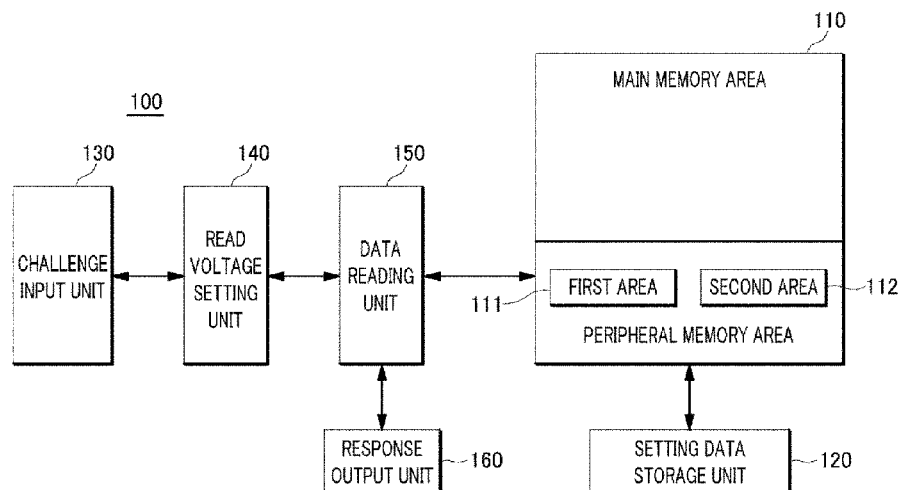 110
MAIN MEMORY AREA
100
130
140
150
CHALLENGE
INPUT UNIT
READ
VOLTAGE
SETTING
UNIT
DATA
READING
UNIT
111
FIRST AREA
SECOND AREA
112
PERIPHERAL MEMORY AREA
RESPONSE
OUTPUT UNIT
160
SETTING DATA
STORAGE UNIT
120